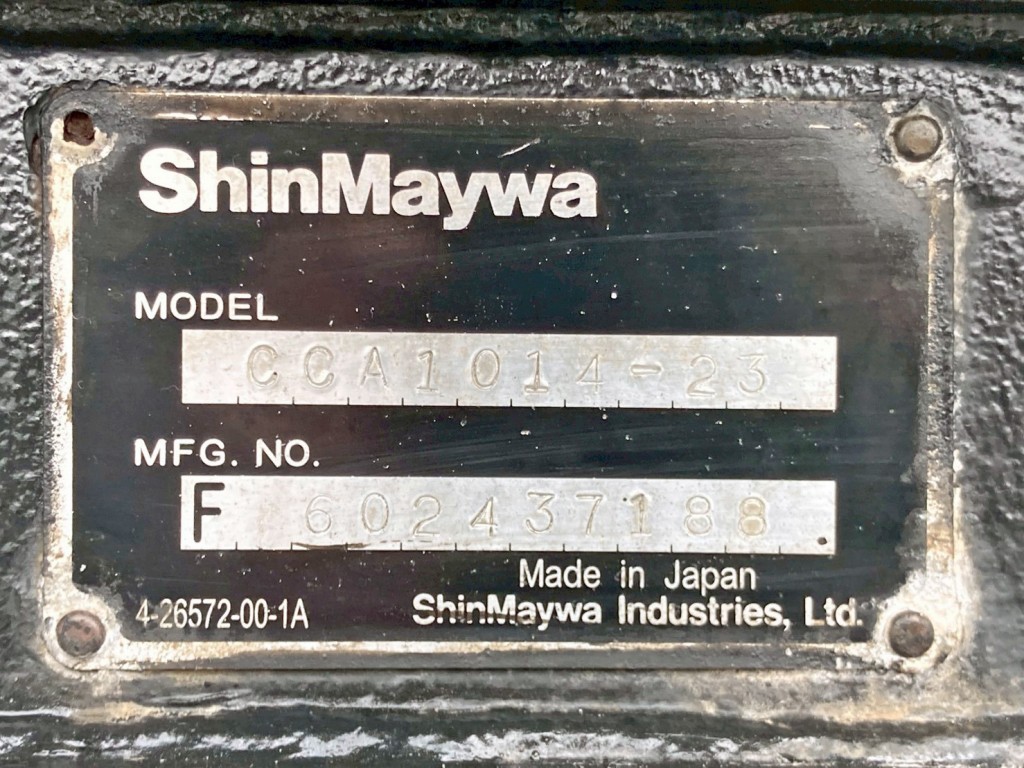 ShinMaywa
MODEL
CCA1014-23
MFG. NO.
F 602437188
Made in Japan
4-26572-00-1A ShinMaywa Industries, Ltd.